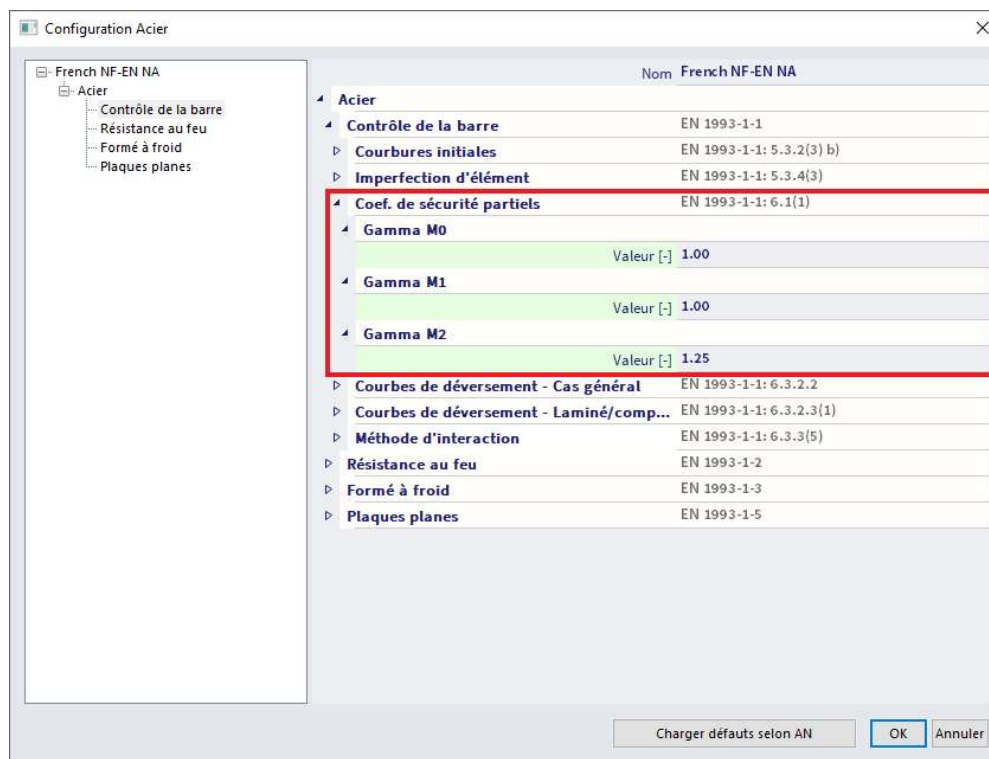 Configuration Acier
French NF-EN NA
Acier
Contrôle de la barre
Résistance au feu
Formé à froid
Plaques planes
Nom French NF-EN NA
Acier
Contrôle de la barre EN 1993-1-1
Courbures initiales EN 1993-1-1: 5.3.2(3) b)
Imperfection d'élément EN 1993-1-1: 5.3.4(3)
Coef. de sécurité partiels EN 1993-1-1: 6.1(1)
Gamma M0
Valeur [-] 1.00
Gamma M1
Valeur [-] 1.00
Gamma M2
Valeur [-] 1.25
Courbes de déversement - Cas général EN 1993-1-1: 6.3.2.2
Courbes de déversement - Laminé/comp... EN 1993-1-1: 6.3.2.3(1)
Méthode d'interaction EN 1993-1-1: 6.3.3(5)
Résistance au feu EN 1993-1-2
Formé à froid EN 1993-1-3
Plaques planes EN 1993-1-5
Charger défauts selon AN OK Annuler